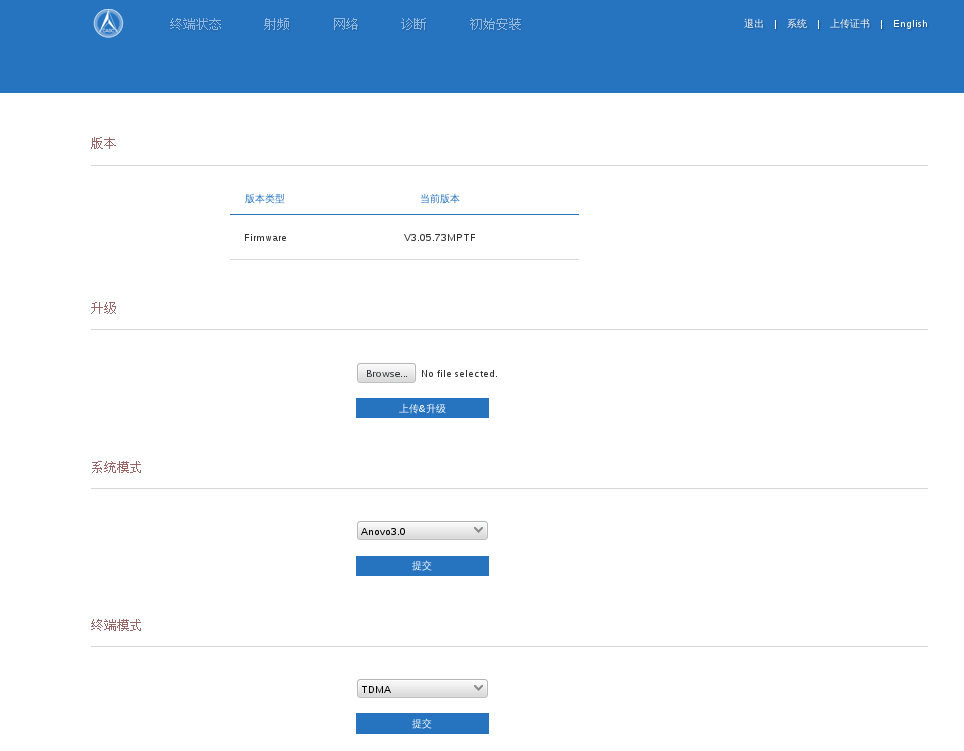 终端状态 射频 网络 诊断 初始安装 退出 | 系统 | 上传证书 | English
版本
版本类型 当前版本
Firmware V3.05.73MPTF
升级
Browse... No file selected.
上传&升级
系统模式
Anovo3.0
提交
终端模式
TDMA
提交